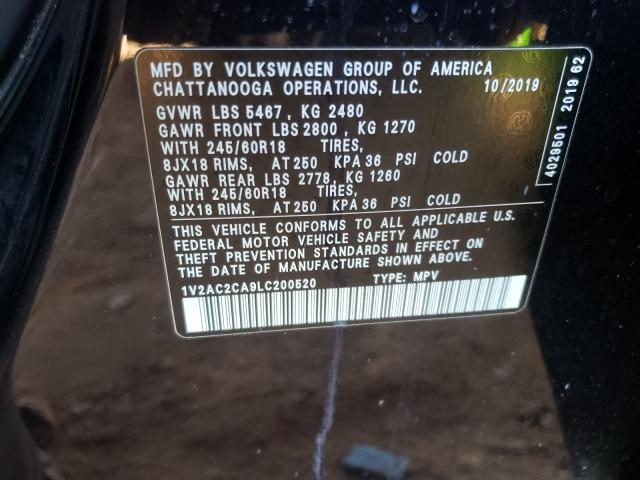 MFD BY VOLKSWAGEN GROUP OF AMERICA
CHATTANOOGA OPERATIONS, LLC. 10/2019
GVWR LBS 5467, KG 2480
GAWR FRONT LBS 2800, KG 1270
WITH 245/60R18 TIRES,
8JX18 RIMS, AT 250 KPA 36 PSI COLD
GAWR REAR LBS 2778, KG 1260
WITH 245/60R18 TIRES,
8JX18 RIMS, AT 250 KPA 36 PSI COLD
THIS VEHICLE CONFORMS TO ALL APPLICABLE U.S.
FEDERAL MOTOR VEHICLE SAFETY AND
THEFT PREVENTION STANDARDS IN EFFECT ON
THE DATE OF MANUFACTURE SHOWN ABOVE.
1V2AC2CA9LC200520 TYPE: MPV
4029501 2019 62